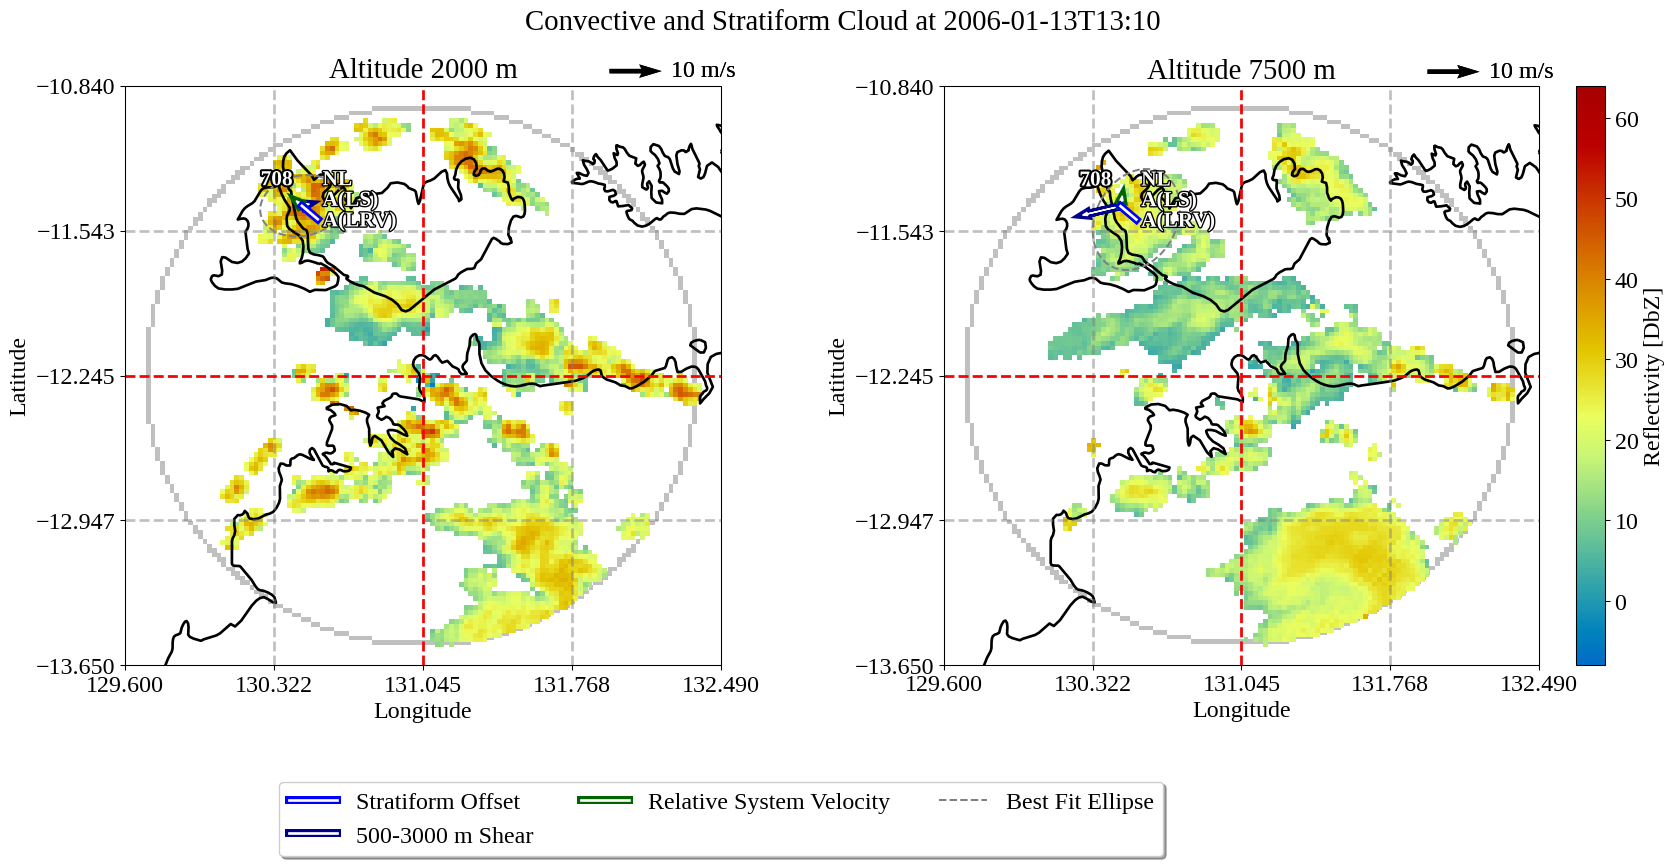 Convective and Stratiform Cloud at 2006-01-13T13:10
Altitude 2000 m
10 m/s
Altitude 7500 m
10 m/s
−10.840
−11.543
−12.245
−12.947
−13.650
Latitude
129.600
130.322
131.045
131.768
132.490
Longitude
708
NL
A(LS)
A(LRV)
−10.840
−11.543
−12.245
−12.947
−13.650
Latitude
129.600
130.322
131.045
131.768
132.490
Longitude
708
NL
A(LS)
A(LRV)
60
50
40
30
20
10
0
Reflectivity [DbZ]
Stratiform Offset
Relative System Velocity
Best Fit Ellipse
500-3000 m Shear